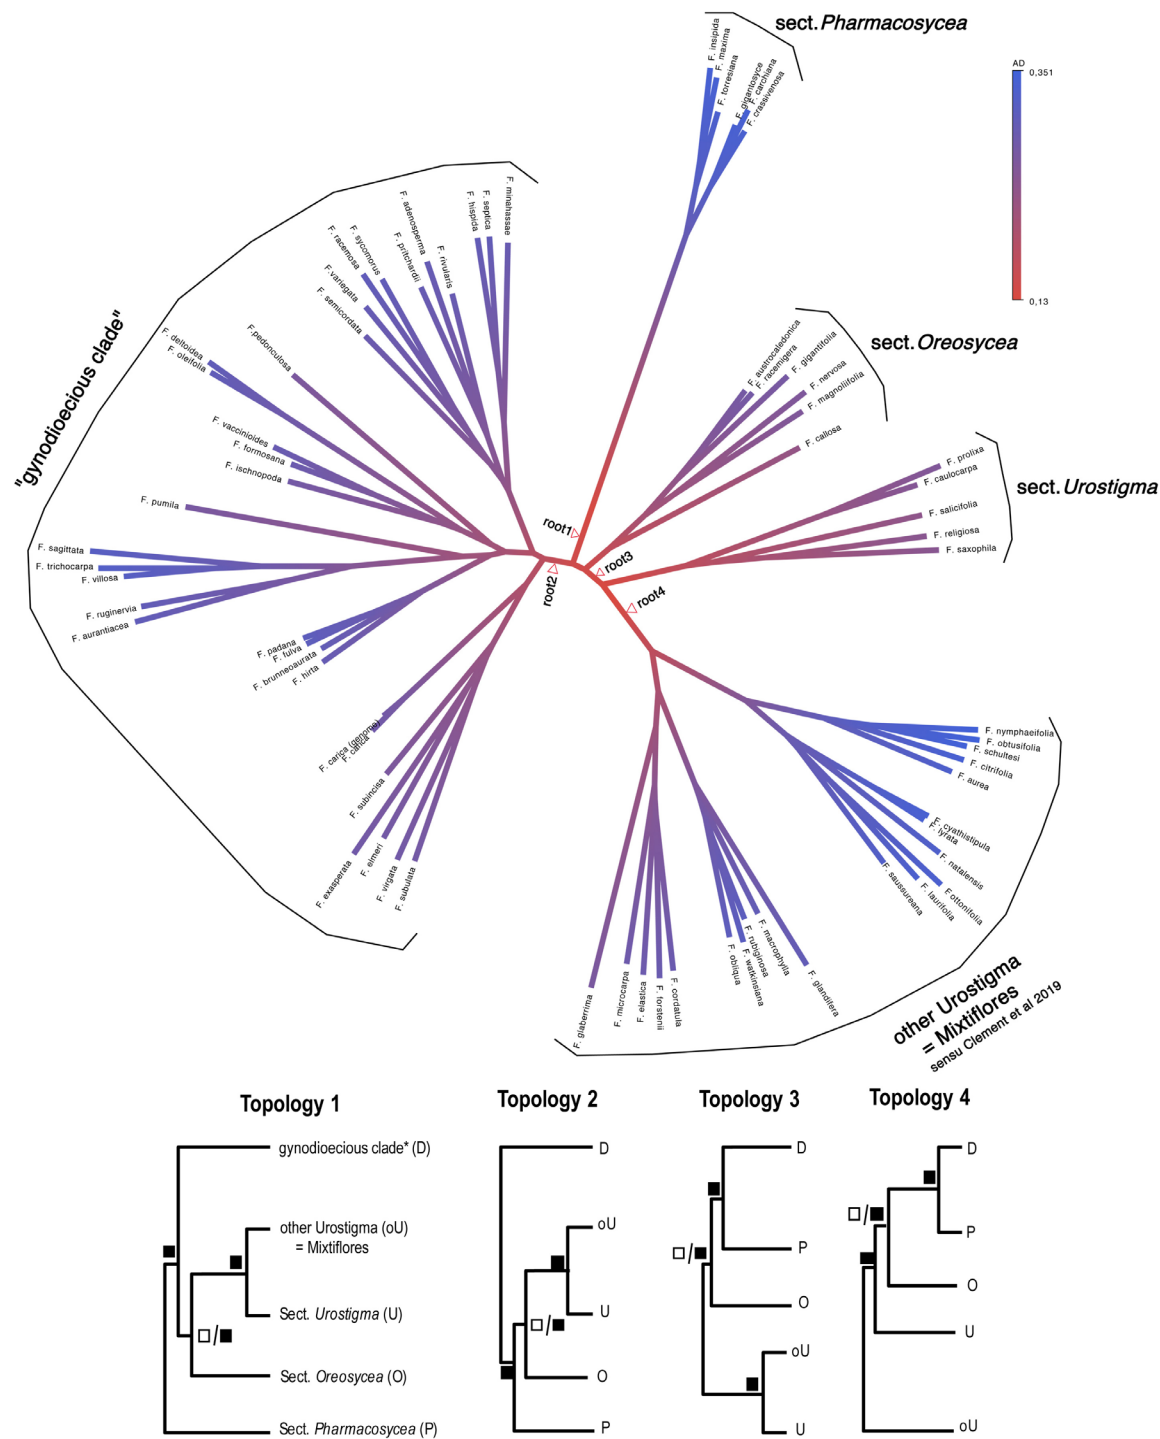 sect. Pharmacosycea
F. insipida
F. maxima
F. torresiana
F. gigantosyce
F. carchiana
F. crassivenosa
AD
0,351
0,13
"gynodioecious clade"
F. minahassae
F. septica
F. hispida
F. adenosperma
F. rivularis
F. pritchardii
F. sycomorus
F. racemosa
F. variegata
F. semicordata
F.pedonculosa
F. deltoidea
F. oleifolia
F. vaccinioides
F. formosana
F. ischnopoda
F. pumila
F. sagittata
F. trichocarpa
F. villosa
F. ruginervia
F. aurantiacea
F. padana
F. fulva
F. brunneoaurata
F. hirta
F. carica (genome)
F. carica
F. subincisa
F. exasperata
F. elmeri
F. virgata
F. subulata
sect. Oreosycea
F. austrocaledonica
F. racemigera
F. gigantifolia
F. nervosa
F. magnoliifolia
F. callosa
sect. Urostigma
F. prolixa
F. caulocarpa
F. salicifolia
F. religiosa
F. saxophila
root1
root2
root3
root4
F. nymphaeifolia
F. obtusifolia
F. schultesi
F. citrifolia
F. aurea
F. cyathistipula
F. lyrata
F. natalensis
F.ottoniifolia
F. laurifolia
F. saussureana
F. glandifera
F. macrophylla
F. rubiginosa
F. watkinsiana
F. obliqua
F. cordatula
F. forstenii
F. elastica
F. microcarpa
F. glaberrima
other Urostigma
= Mixtiflores
sensu Clement et al 2019
Topology 1
gynodioecious clade* (D)
other Urostigma (oU)
= Mixtiflores
/
Sect. Urostigma (U)
Sect. Oreosycea (O)
Sect. Pharmacosycea (P)
Topology 2
D
oU
U
/
O
P
Topology 3
D
P
/
O
oU
U
Topology 4
D
/
P
O
U
oU